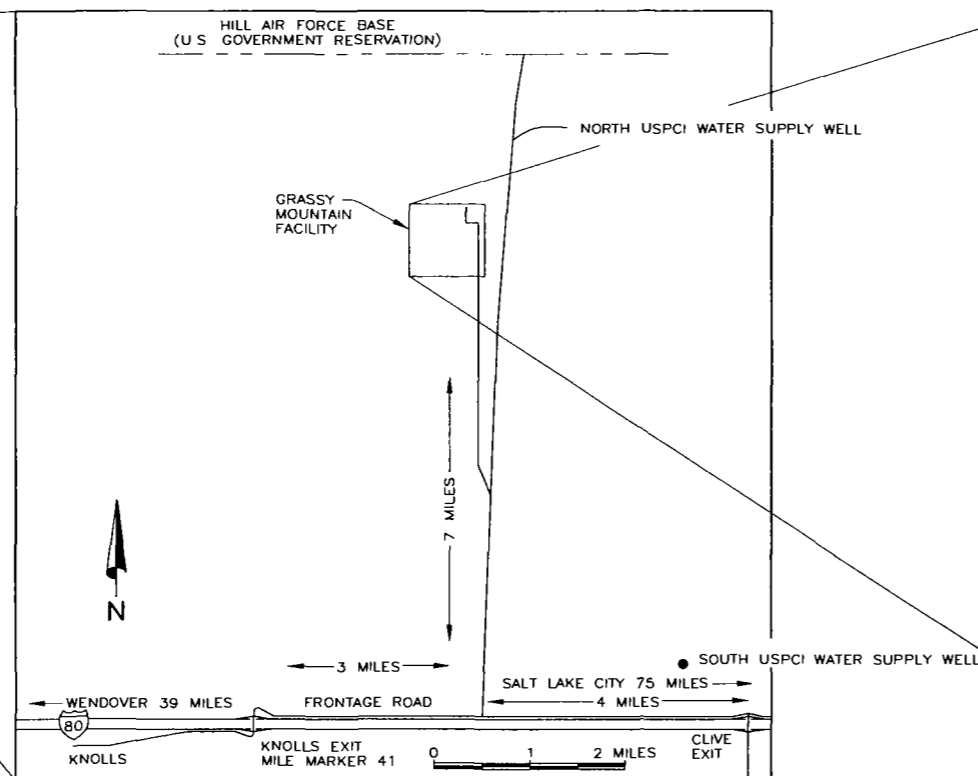 HILL AIR FORCE BASE
(U S GOVERNMENT RESERVATION)
NORTH USPCI WATER SUPPLY WELL
GRASSY
MOUNTAIN
FACILITY
7 MILES
N
3 MILES
SOUTH USPCI WATER SUPPLY WELL
SALT LAKE CITY 75 MILES
4 MILES
WENDOVER 39 MILES
FRONTAGE ROAD
80
KNOLLS
KNOLLS EXIT
MILE MARKER 41
0 1 2 MILES
CLIVE
EXIT